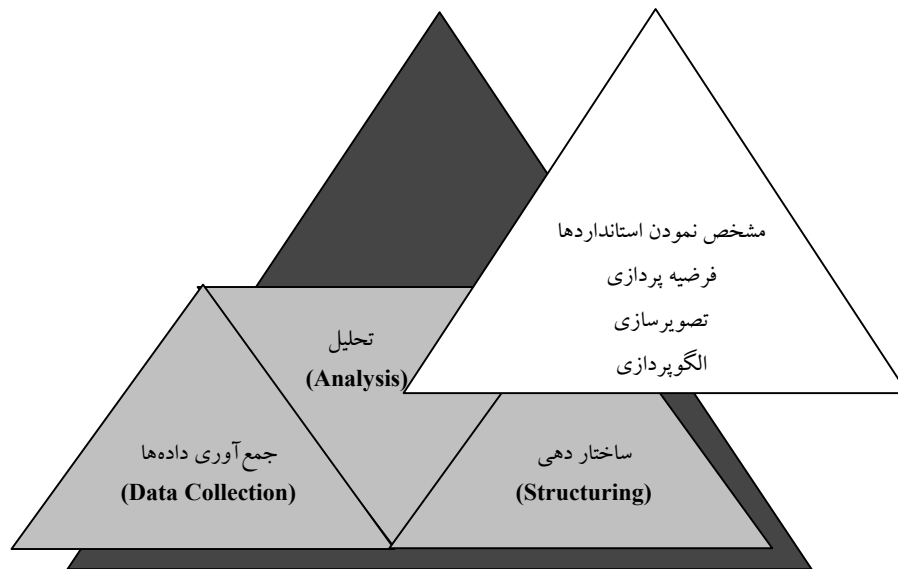 مشخص نمودن استانداردها
فرضیه پردازی
تصویرسازی
الگوپردازی
تحلیل
(Analysis)
ساختار دهی
(Structuring)
جمع‌آوری داده‌ها
(Data Collection)